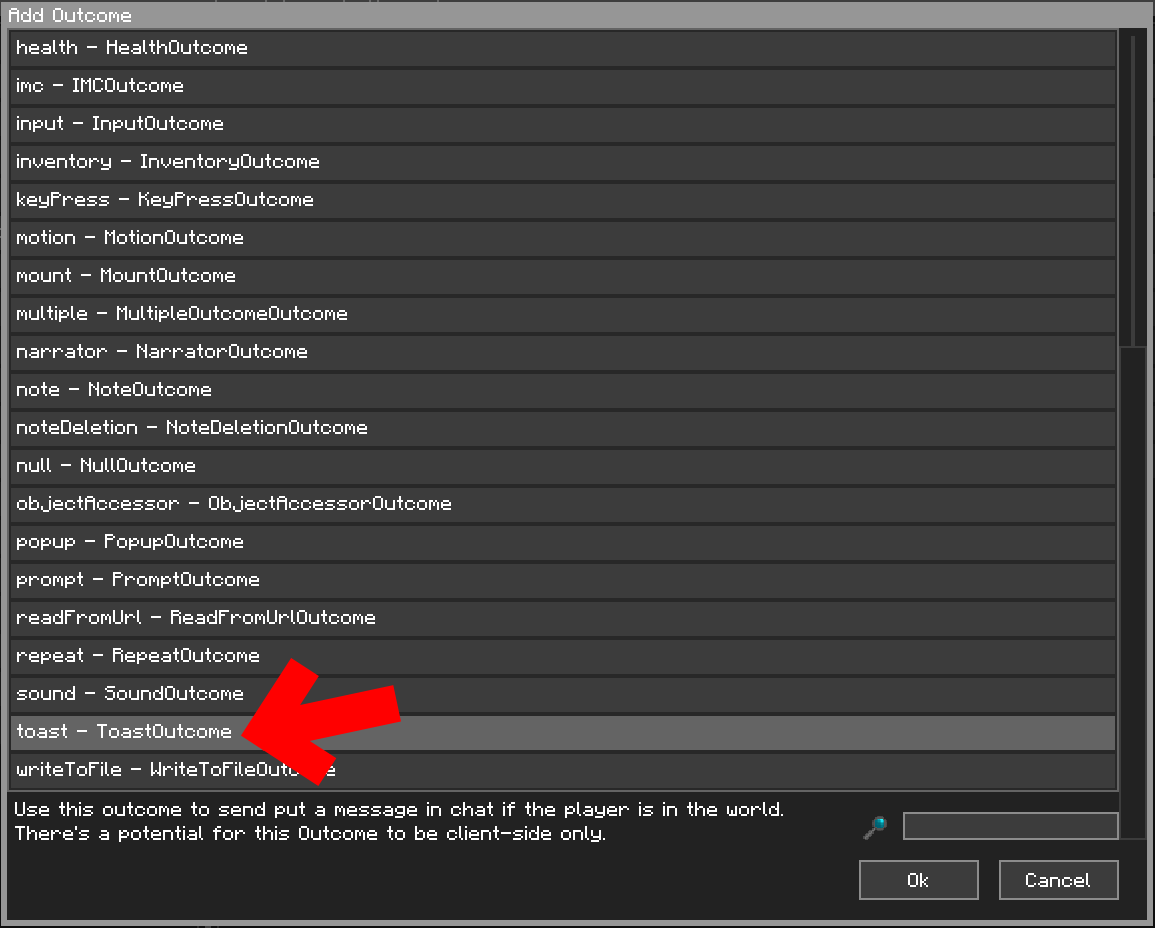 Add Outcome
health - HealthOutcome
imc - IMCOutcome
input - InputOutcome
inventory - InventoryOutcome
keyPress - KeyPressOutcome
motion - MotionOutcome
mount - MountOutcome
multiple - MultipleOutcomeOutcome
narrator - NarratorOutcome
note - NoteOutcome
noteDeletion - NoteDeletionOutcome
null - NullOutcome
objectAccessor - ObjectAccessorOutcome
popup - PopupOutcome
prompt - PromptOutcome
readFromUrl - ReadFromUrlOutcome
repeat - RepeatOutcome
sound - SoundOutcome
toast - ToastOutcome
writeToFile - WriteToFileOutcome
Use this outcome to send put a message in chat if the player is in the world.
There's a potential for this Outcome to be client-side only.
Ok
Cancel